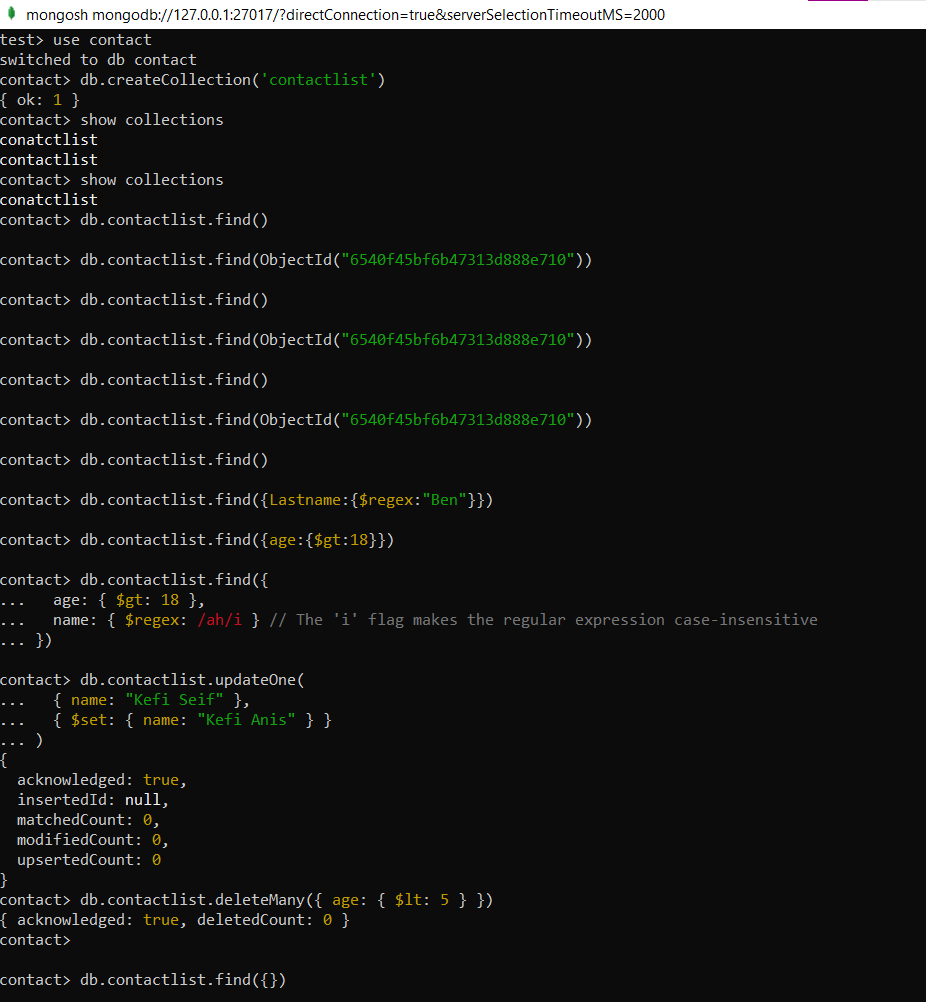 mongosh mongodb://127.0.0.1:27017/?directConnection=true&serverSelectionTimeoutMS=2000
test> use contact
switched to db contact
contact> db.createCollection('contactlist')
{ ok: 1 }
contact> show collections
conatctlist
contactlist
contact> show collections
conatctlist
contact> db.contactlist.find()
contact> db.contactlist.find(ObjectId("6540f45bf6b47313d888e710"))
contact> db.contactlist.find()
contact> db.contactlist.find(ObjectId("6540f45bf6b47313d888e710"))
contact> db.contactlist.find()
contact> db.contactlist.find(ObjectId("6540f45bf6b47313d888e710"))
contact> db.contactlist.find()
contact> db.contactlist.find({Lastname:{$regex:"Ben"}})
contact> db.contactlist.find({age:{$gt:18}})
contact> db.contactlist.find({
...   age: { $gt: 18 },
...   name: { $regex: /ah/i } // The 'i' flag makes the regular expression case-insensitive
... })
contact> db.contactlist.updateOne(
...   { name: "Kefi Seif" },
...   { $set: { name: "Kefi Anis" } }
... )
{
  acknowledged: true,
  insertedId: null,
  matchedCount: 0,
  modifiedCount: 0,
  upsertedCount: 0
}
contact> db.contactlist.deleteMany({ age: { $lt: 5 } })
{ acknowledged: true, deletedCount: 0 }
contact>
contact> db.contactlist.find({})